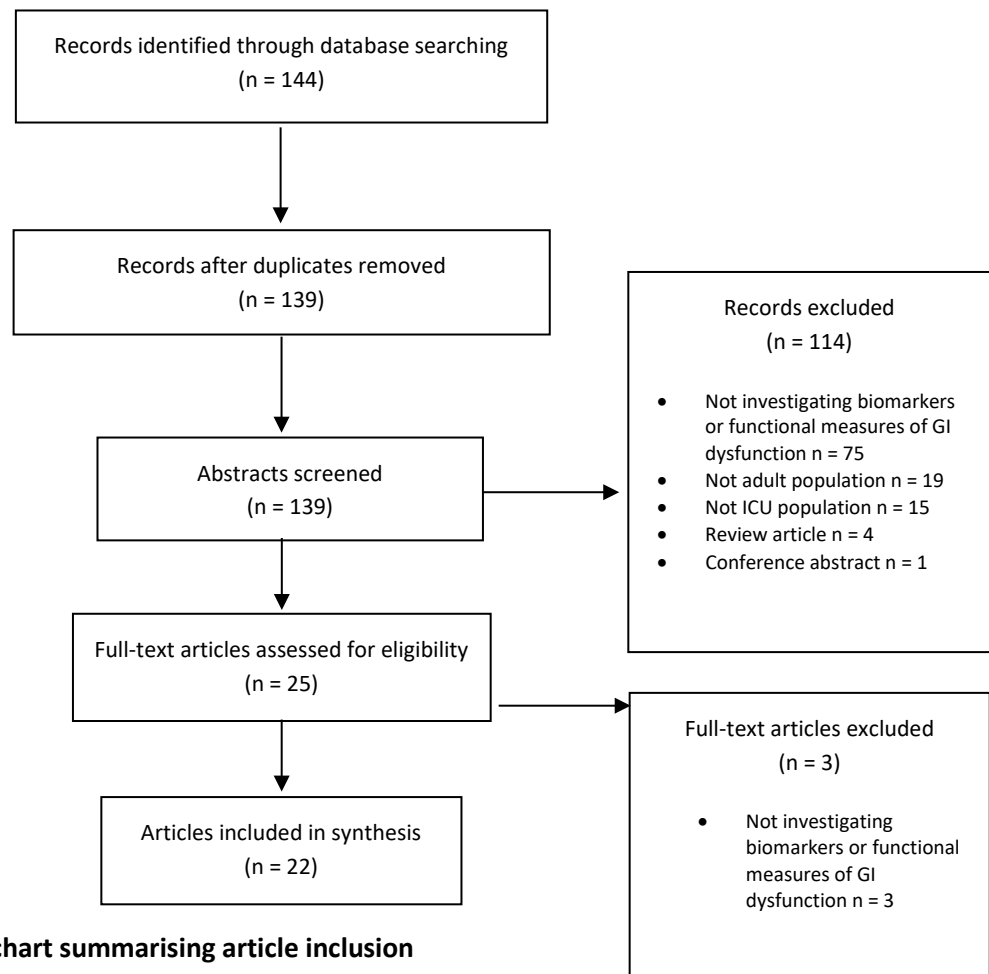 Records identified through database searching
(n = 144)
Records after duplicates removed
(n = 139)
Records excluded
(n = 114)
• Not investigating biomarkers
or functional measures of GI
dysfunction n = 75
• Not adult population n = 19
• Not ICU population n = 15
• Review article n = 4
• Conference abstract n = 1
Abstracts screened
(n = 139)
Full-text articles assessed for eligibility
(n = 25)
Full-text articles excluded
(n = 3)
• Not investigating
biomarkers or functional
measures of GI
dysfunction n = 3
Articles included in synthesis
(n = 22)
chart summarising article inclusion